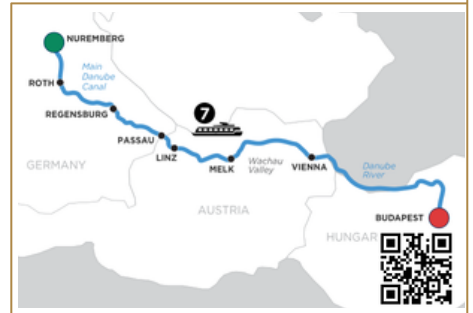 NUREMBERG
Main
Danube
Canal
ROTH
REGENSBURG
7
PASSAU
LINZ
MELK
Wachau
Valley
VIENNA
Danube
River
GERMANY
AUSTRIA
BUDAPEST
HUNGAR